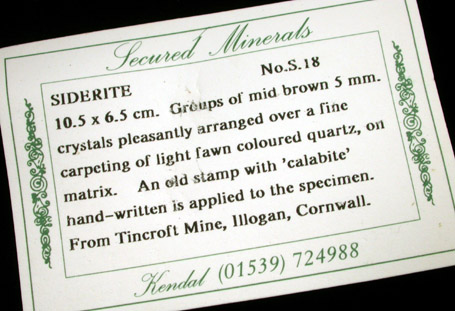 Secured Minerals
SIDERITE No.S.18
10.5 x 6.5 cm. Groups of mid brown 5 mm.
crystals pleasantly arranged over a fine
carpeting of light fawn coloured quartz, on
matrix. An old stamp with 'calabite'
hand-written is applied to the specimen.
From Tincroft Mine, Illogan, Cornwall.
Kendal (01539) 724988